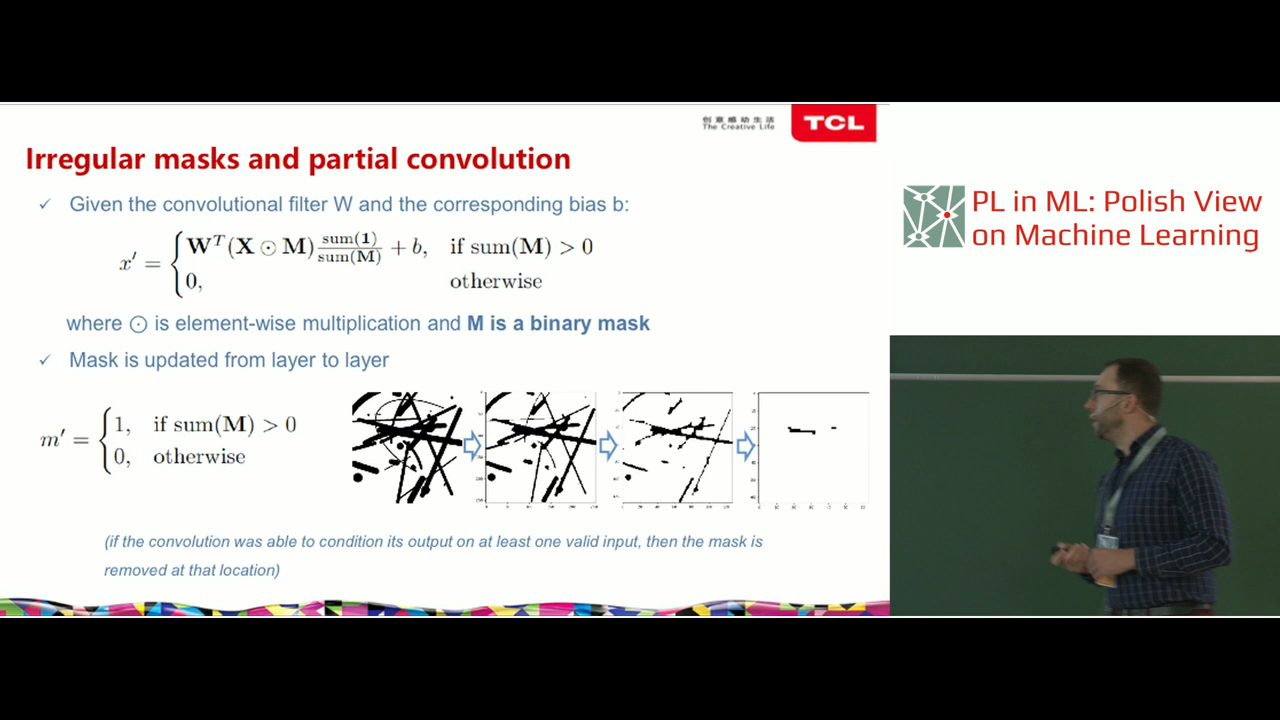 创意感动生活
The Creative Life
TCL
Irregular masks and partial convolution
✓ Given the convolutional filter W and the corresponding bias b:
x′ = { W^T(X ⊙ M) sum(1)/sum(M) + b, if sum(M) > 0
0, otherwise
where ⊙ is element-wise multiplication and M is a binary mask
✓ Mask is updated from layer to layer
m′ = { 1, if sum(M) > 0
0, otherwise
(if the convolution was able to condition its output on at least one valid input, then the mask is
removed at that location)
PL in ML: Polish View
on Machine Learning